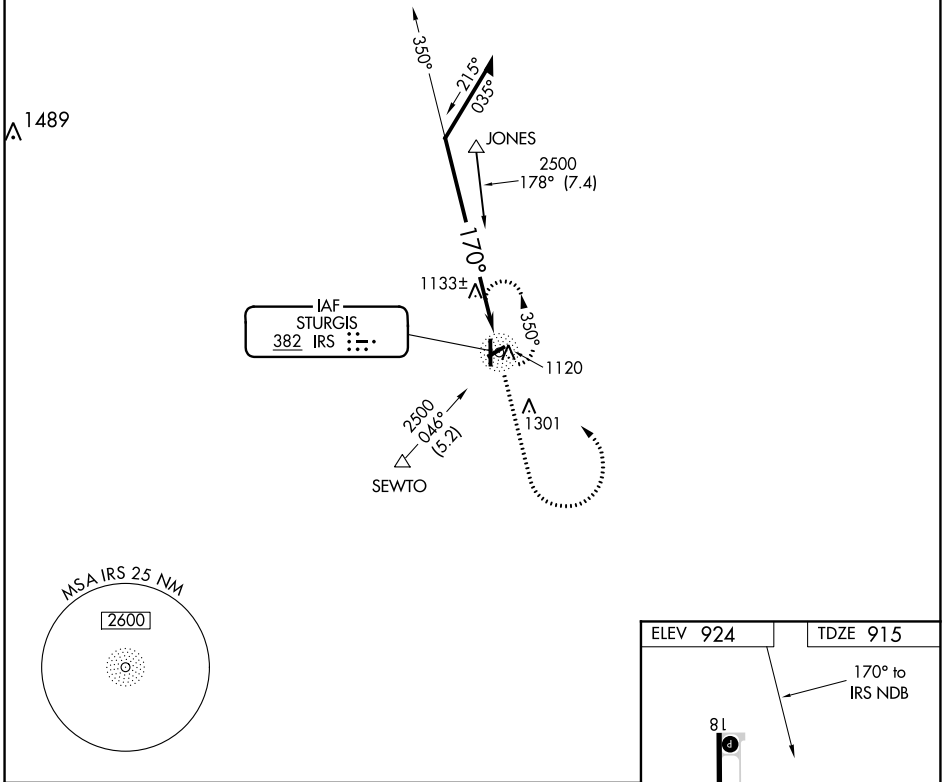 350°
215°
035°
1489
JONES
2500
178° (7.4)
170°
1133±
IAF
STURGIS
382 IRS
350°
1120
2500
046°
(5.2)
1301
SEWTO
MSA IRS 25 NM
2600
ELEV 924
TDZE 915
170° to
IRS NDB
18
P